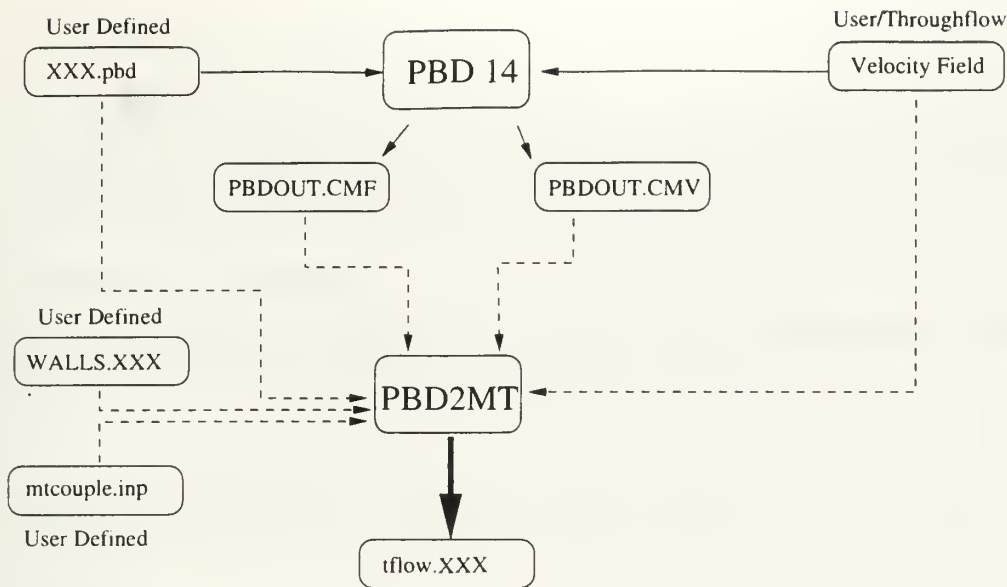 User Defined
XXX.pbd
PBD 14
User/Throughflow
Velocity Field
PBDOUT.CMF
PBDOUT.CMV
User Defined
WALLS.XXX
PBD2MT
mtcouple.inp
User Defined
tflow.XXX